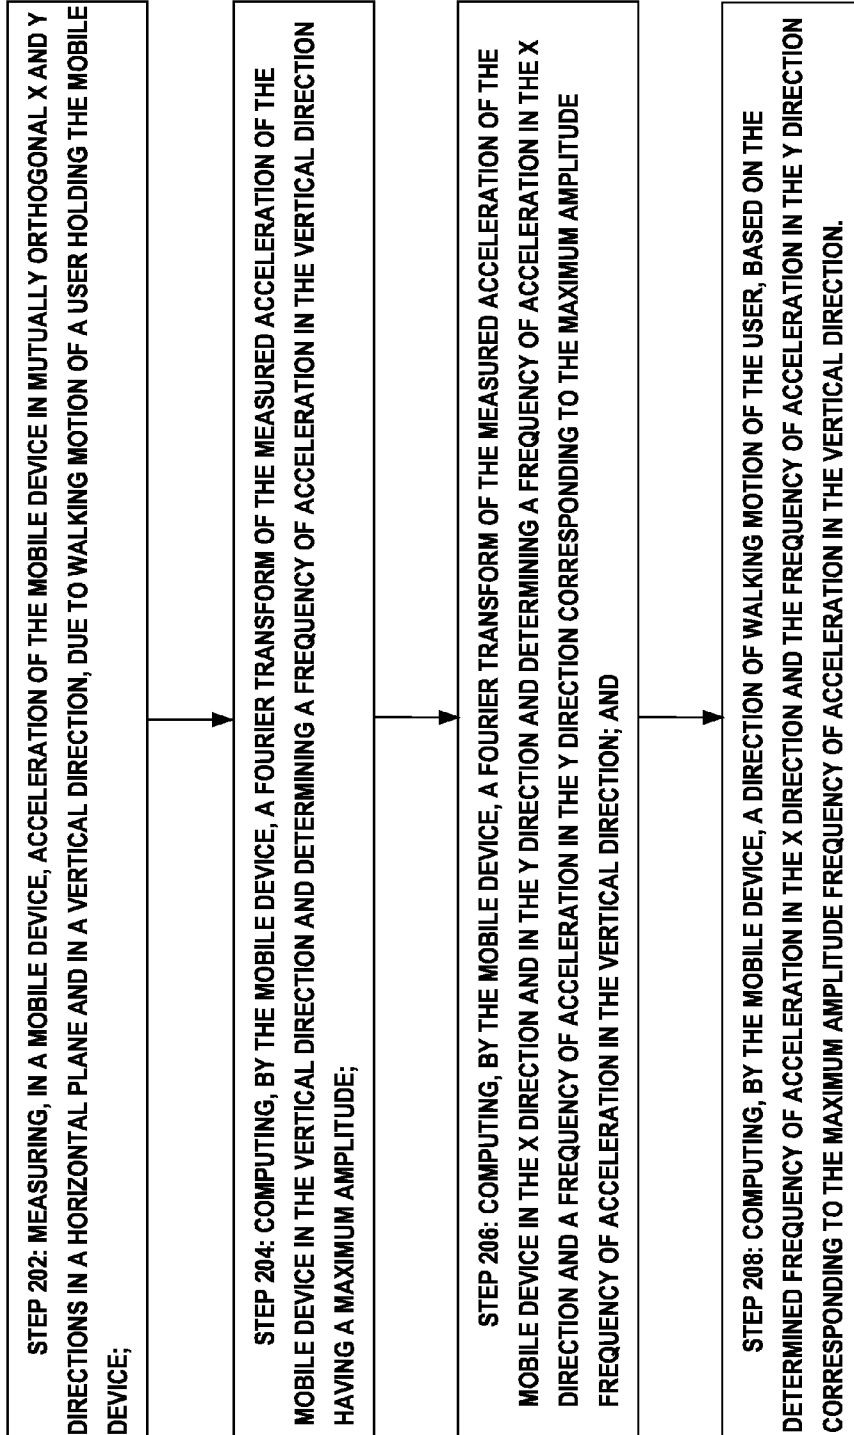 STEP 202: MEASURING, IN A MOBILE DEVICE, ACCELERATION OF THE MOBILE DEVICE IN MUTUALLY ORTHOGONAL X AND Y
DIRECTIONS IN A HORIZONTAL PLANE AND IN A VERTICAL DIRECTION, DUE TO WALKING MOTION OF A USER HOLDING THE MOBILE
DEVICE;
STEP 204: COMPUTING, BY THE MOBILE DEVICE, A FOURIER TRANSFORM OF THE MEASURED ACCELERATION OF THE
MOBILE DEVICE IN THE VERTICAL DIRECTION AND DETERMINING A FREQUENCY OF ACCELERATION IN THE VERTICAL DIRECTION
HAVING A MAXIMUM AMPLITUDE;
STEP 206: COMPUTING, BY THE MOBILE DEVICE, A FOURIER TRANSFORM OF THE MEASURED ACCELERATION OF THE
MOBILE DEVICE IN THE X DIRECTION AND IN THE Y DIRECTION AND DETERMINING A FREQUENCY OF ACCELERATION IN THE X
DIRECTION AND A FREQUENCY OF ACCELERATION IN THE Y DIRECTION CORRESPONDING TO THE MAXIMUM AMPLITUDE
FREQUENCY OF ACCELERATION IN THE VERTICAL DIRECTION; AND
STEP 208: COMPUTING, BY THE MOBILE DEVICE, A DIRECTION OF WALKING MOTION OF THE USER, BASED ON THE
DETERMINED FREQUENCY OF ACCELERATION IN THE X DIRECTION AND THE FREQUENCY OF ACCELERATION IN THE Y DIRECTION
CORRESPONDING TO THE MAXIMUM AMPLITUDE FREQUENCY OF ACCELERATION IN THE VERTICAL DIRECTION.